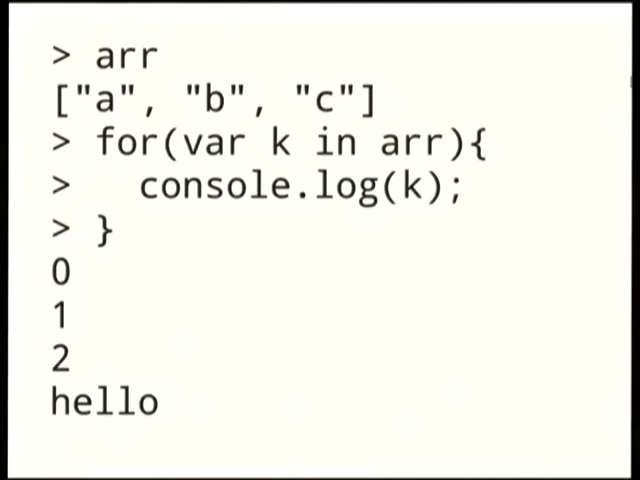 > arr
["a", "b", "c"]
> for(var k in arr){
>   console.log(k);
> }
0
1
2
hello